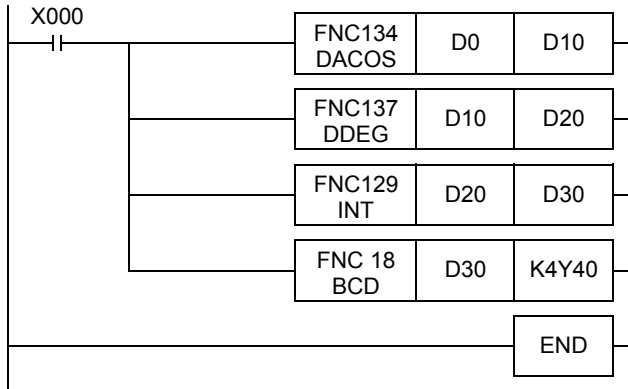 X000
FNC134
DACOS
D0
D10
FNC137
DDEG
D10
D20
FNC129
INT
D20
D30
FNC 18
BCD
D30
K4Y40
END